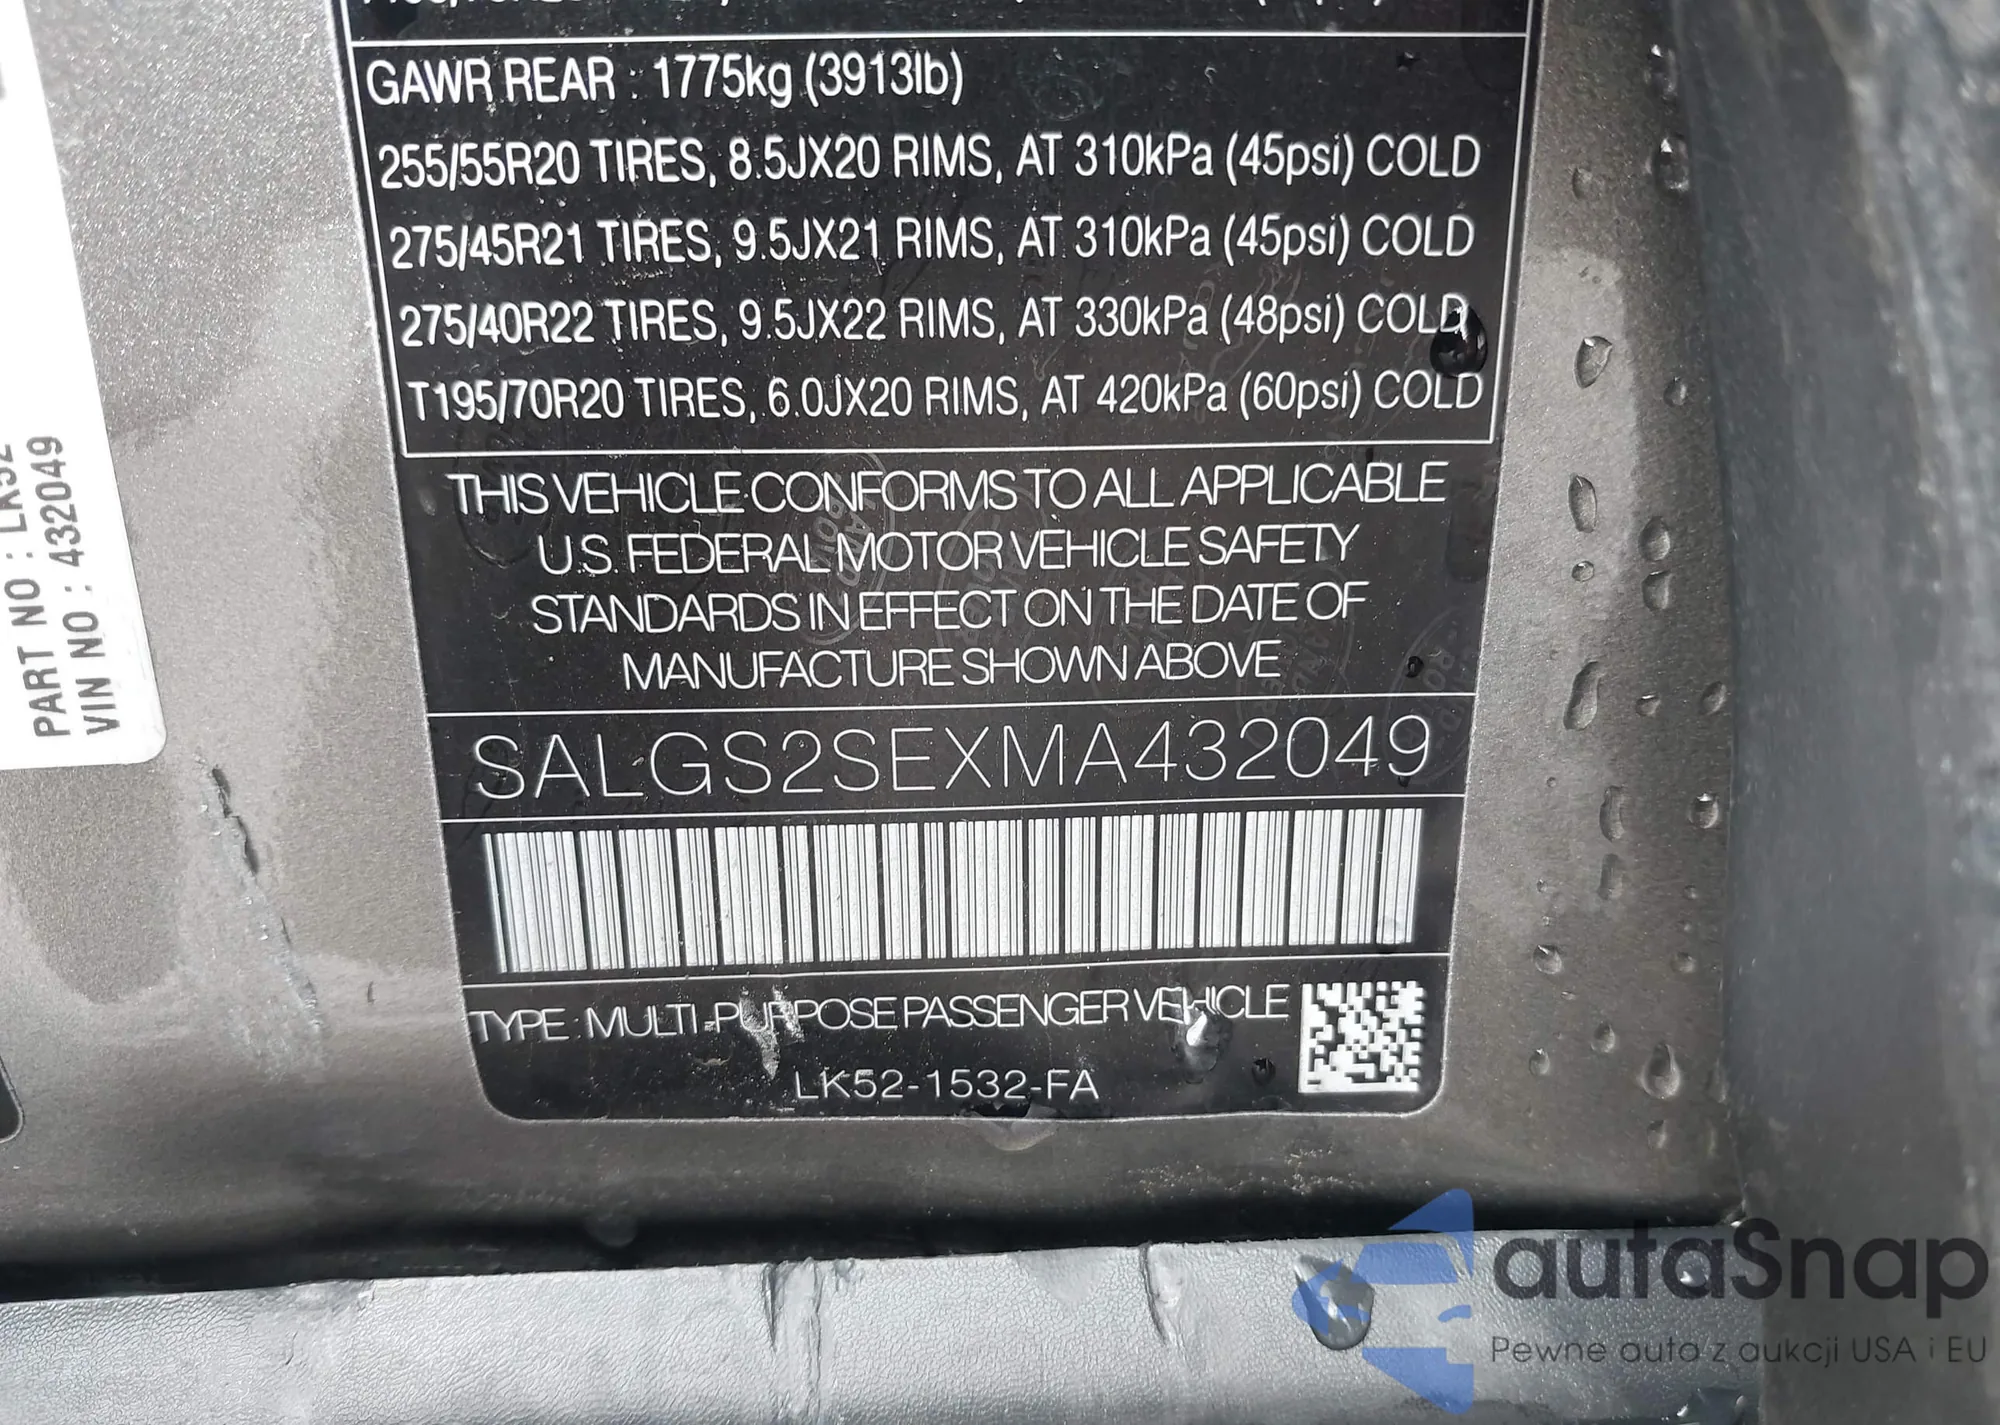 GAWR REAR : 1775kg (3913lb)
255/55R20 TIRES, 8.5JX20 RIMS, AT 310kPa (45psi) COLD
275/45R21 TIRES, 9.5JX21 RIMS, AT 310kPa (45psi) COLD
275/40R22 TIRES, 9.5JX22 RIMS, AT 330kPa (48psi) COLD
T195/70R20 TIRES, 6.0JX20 RIMS, AT 420kPa (60psi) COLD
THIS VEHICLE CONFORMS TO ALL APPLICABLE
U.S. FEDERAL MOTOR VEHICLE SAFETY
STANDARDS IN EFFECT ON THE DATE OF
MANUFACTURE SHOWN ABOVE
SALGS2SEXMA432049
TYPE : MULTI-PURPOSE PASSENGER VEHICLE
LK52-1532-FA
PART NO : LK52
VIN NO : 432049
autoSnap
Pewne auto z aukcji USA i EU